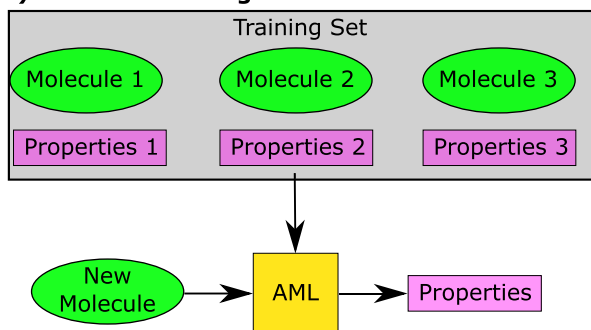 Training Set
Molecule 1 Molecule 2 Molecule 3
Properties 1 Properties 2 Properties 3
New
Molecule
AML
Properties